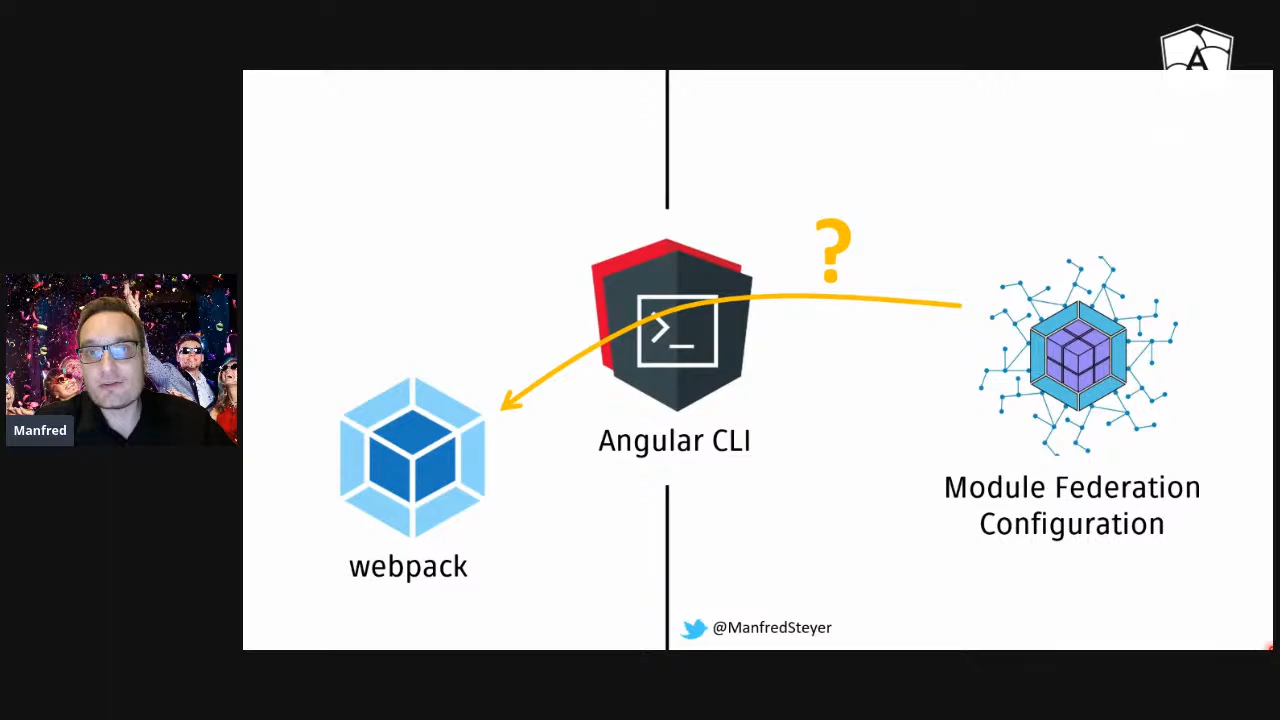 A
?
Angular CLI
Module Federation
Configuration
webpack
@ManfredSteyer
Manfred